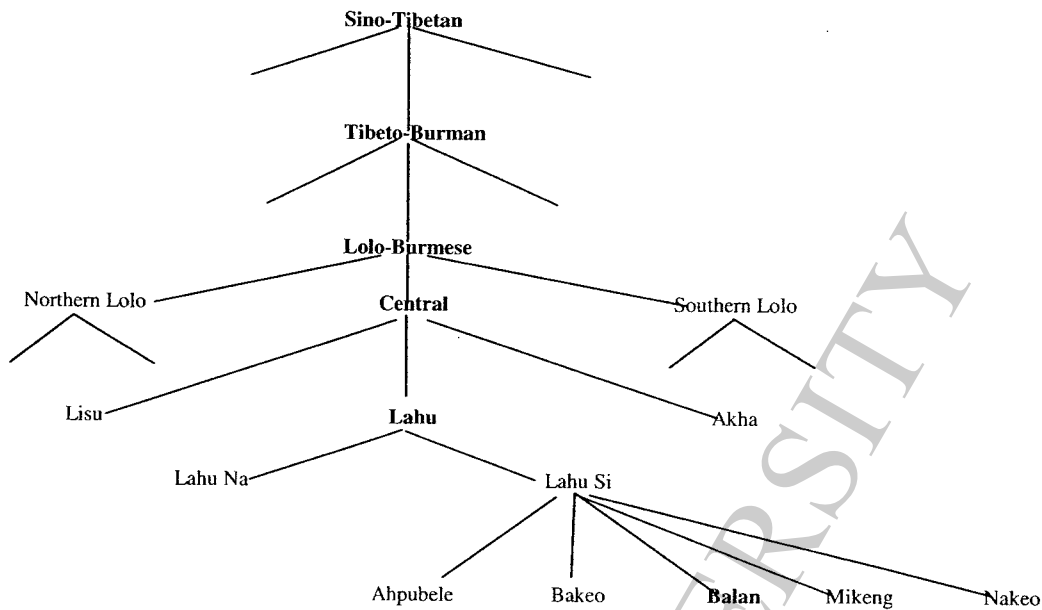 Sino-Tibetan
Tibeto-Burman
Lolo-Burmese
Northern Lolo Central Southern Lolo
Lisu Lahu Akha
Lahu Na Lahu Si
Ahpubele Bakeo Balan Mikeng Nakeo
ERSITY